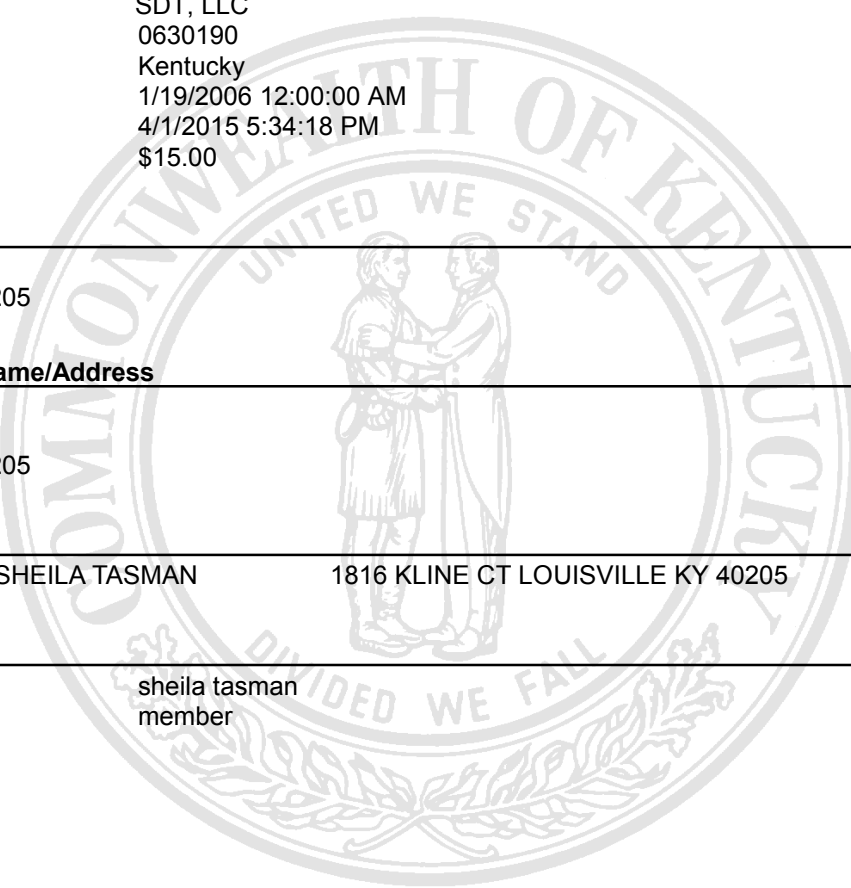 SDT, LLC
0630190
Kentucky
1/19/2006 12:00:00 AM
4/1/2015 5:34:18 PM
$15.00
COMMONWEALTH OF KENTUCKY
UNITED WE STAND
205
ame/Address
205
SHEILA TASMAN 1816 KLINE CT LOUISVILLE KY 40205
DIVIDED WE FALL
sheila tasman
member